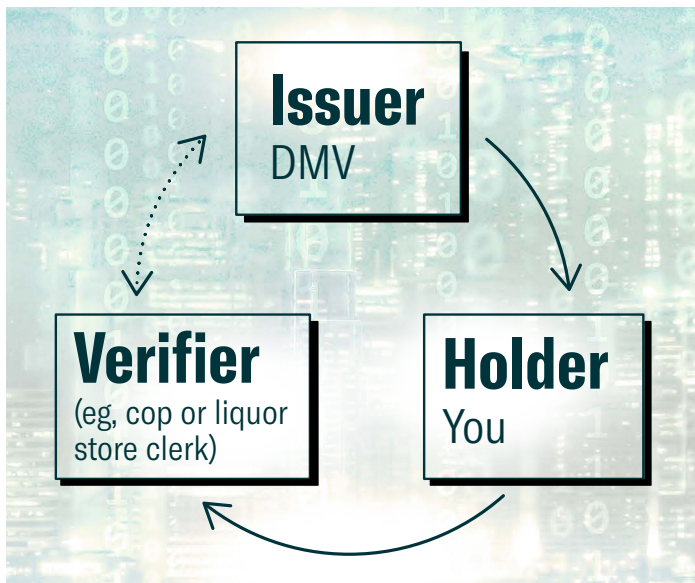 Issuer
DMV
Verifier
(eg, cop or liquor
store clerk)
Holder
You